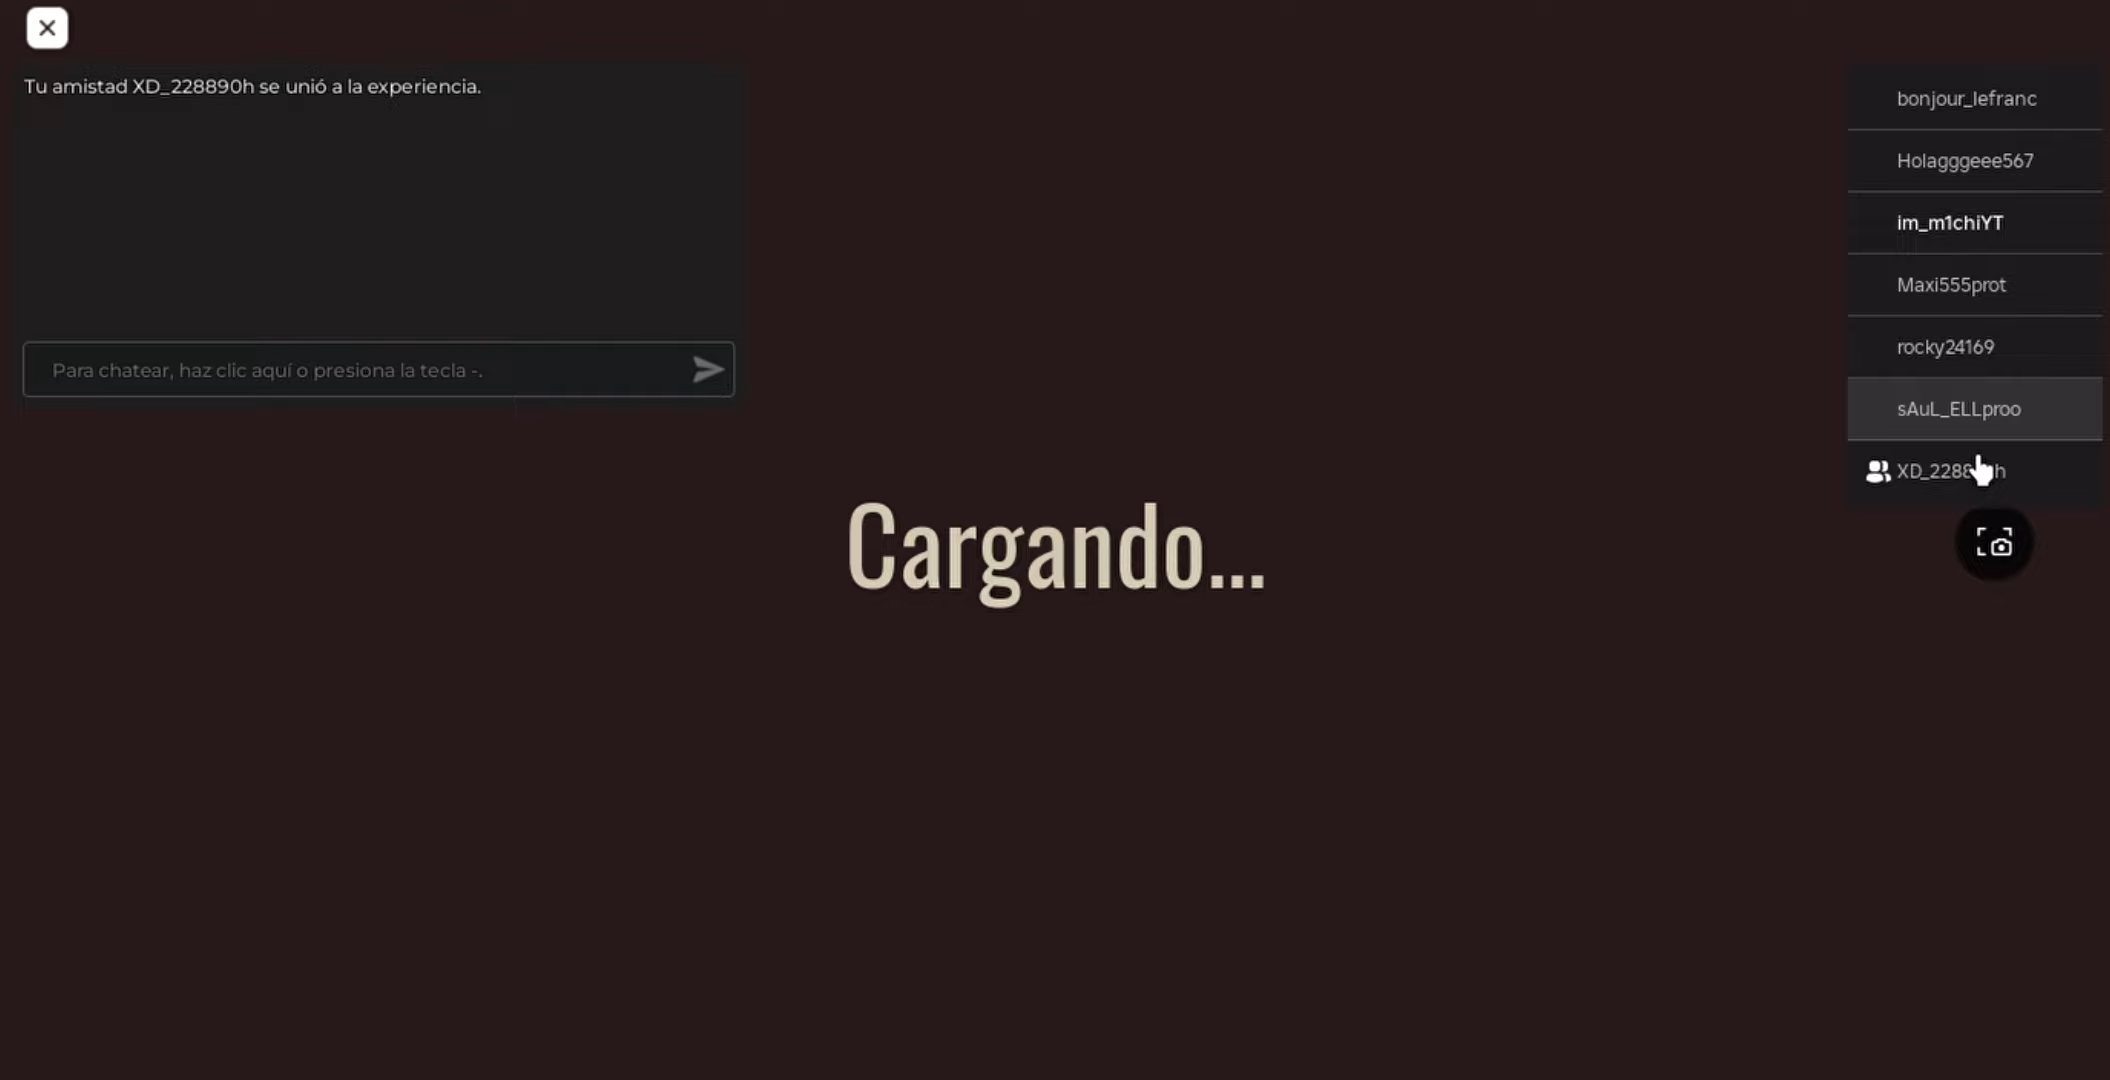 Tu amistad XD_228890h se unió a la experiencia.
Para chatear, haz clic aquí o presiona la tecla -.
bonjour_lefranc
Holagggeee567
im_m1chiYT
Maxi555prot
rocky24169
sAuL_ELLproo
Cargando...